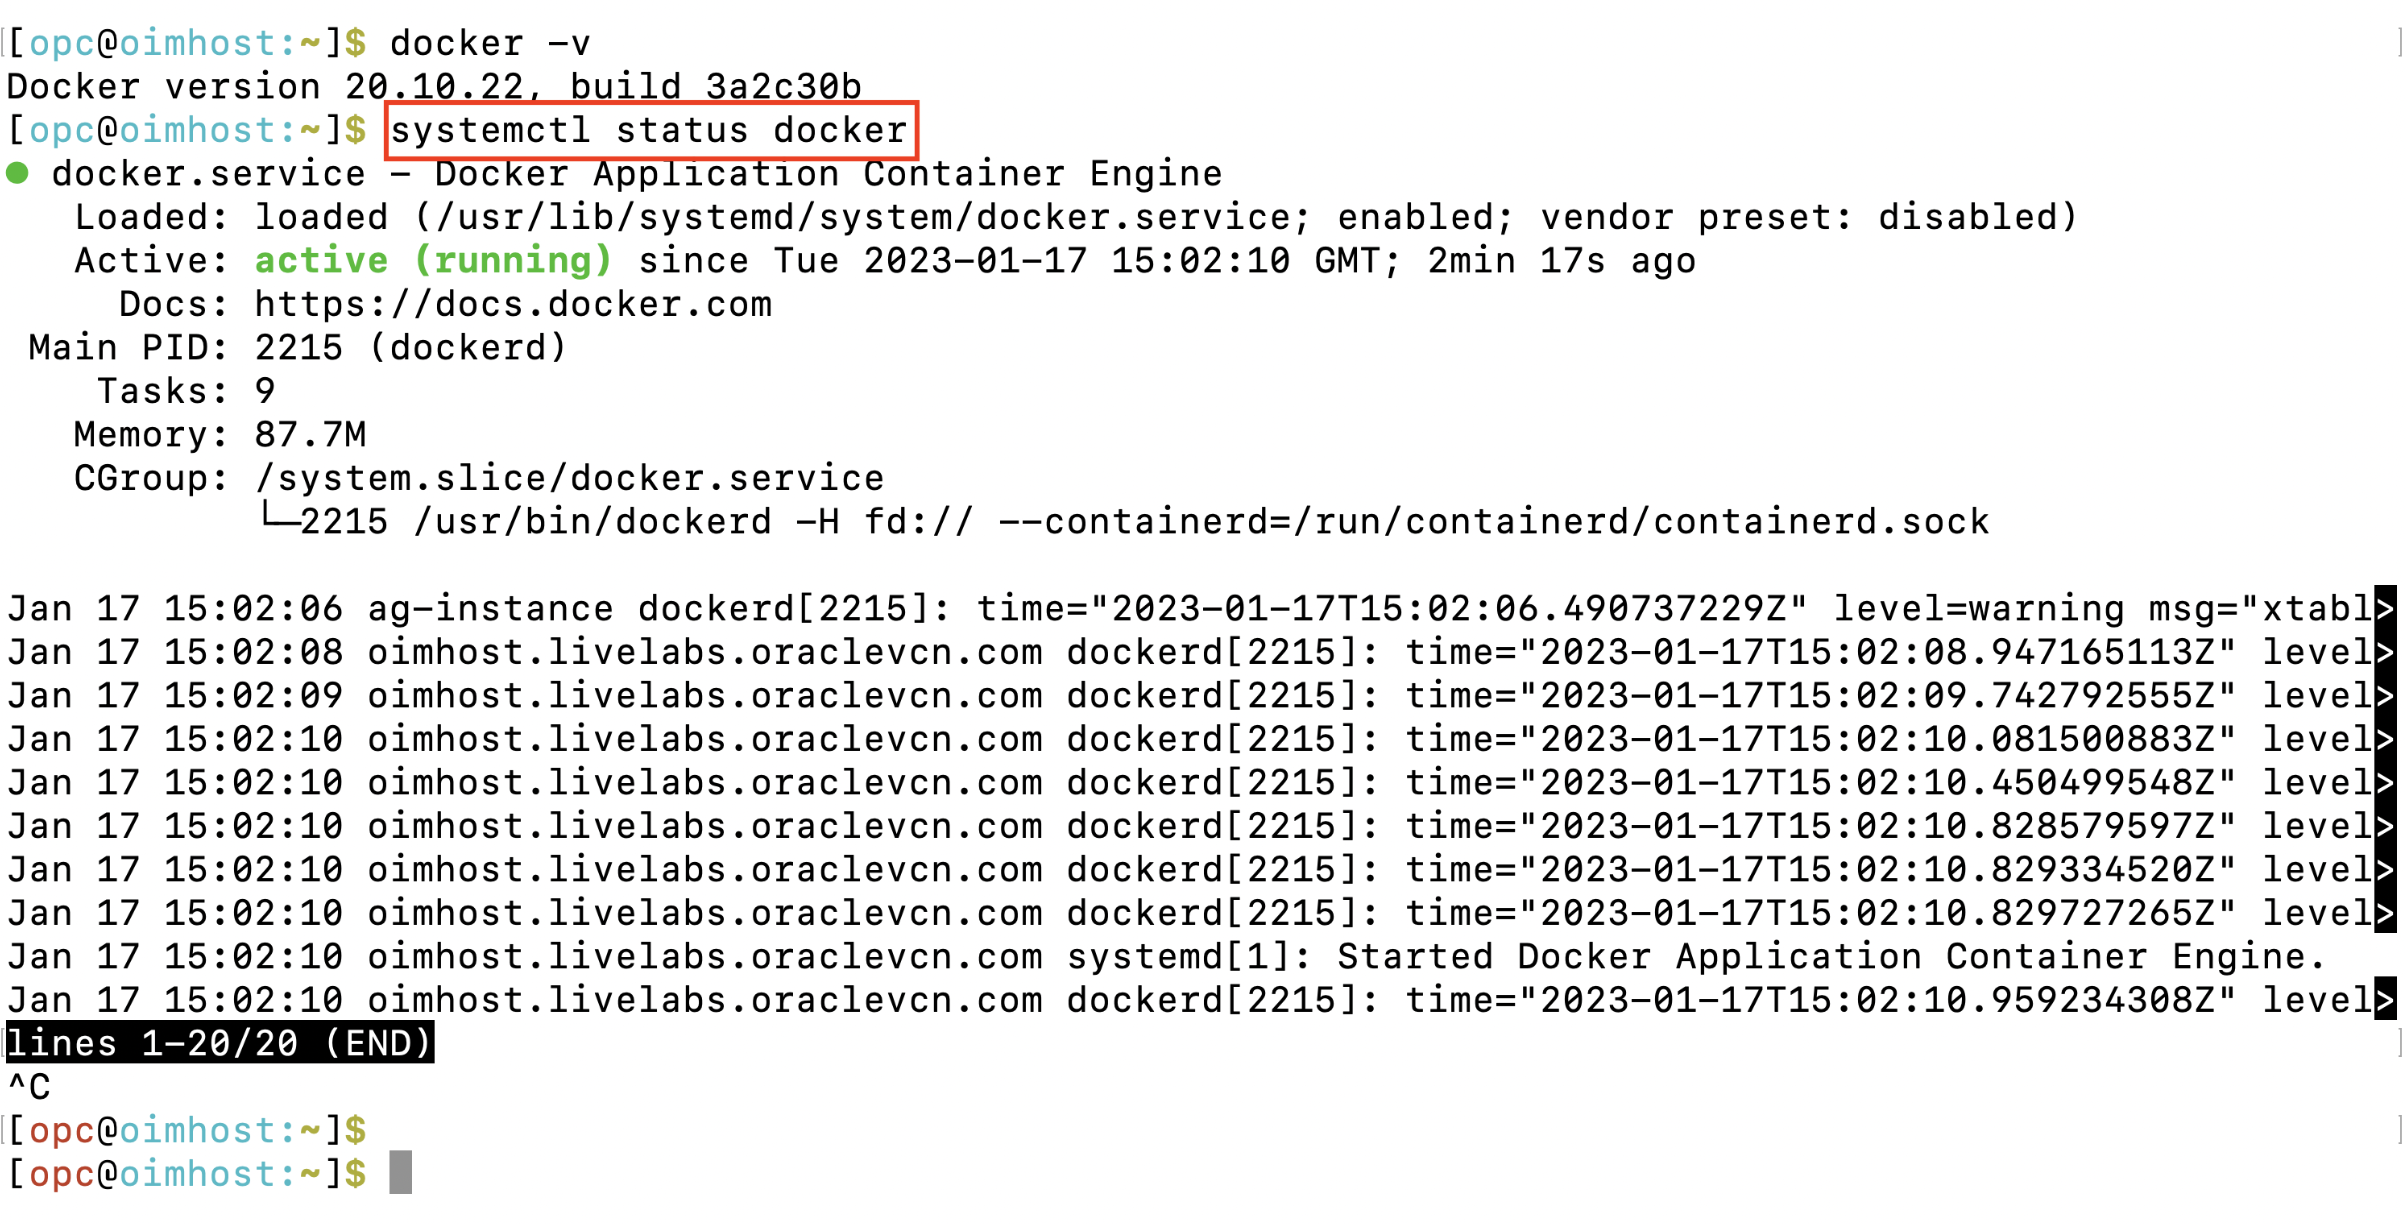 [opc@oimhost:~]$ docker -v
Docker version 20.10.22, build 3a2c30b
[opc@oimhost:~]$ systemctl status docker
● docker.service - Docker Application Container Engine
   Loaded: loaded (/usr/lib/systemd/system/docker.service; enabled; vendor preset: disabled)
   Active: active (running) since Tue 2023-01-17 15:02:10 GMT; 2min 17s ago
     Docs: https://docs.docker.com
 Main PID: 2215 (dockerd)
    Tasks: 9
   Memory: 87.7M
   CGroup: /system.slice/docker.service
           └─2215 /usr/bin/dockerd -H fd:// --containerd=/run/containerd/containerd.sock

Jan 17 15:02:06 ag-instance dockerd[2215]: time="2023-01-17T15:02:06.490737229Z" level=warning msg="xtabl>
Jan 17 15:02:08 oimhost.livelabs.oraclevcn.com dockerd[2215]: time="2023-01-17T15:02:08.947165113Z" level>
Jan 17 15:02:09 oimhost.livelabs.oraclevcn.com dockerd[2215]: time="2023-01-17T15:02:09.742792555Z" level>
Jan 17 15:02:10 oimhost.livelabs.oraclevcn.com dockerd[2215]: time="2023-01-17T15:02:10.081500883Z" level>
Jan 17 15:02:10 oimhost.livelabs.oraclevcn.com dockerd[2215]: time="2023-01-17T15:02:10.450499548Z" level>
Jan 17 15:02:10 oimhost.livelabs.oraclevcn.com dockerd[2215]: time="2023-01-17T15:02:10.828579597Z" level>
Jan 17 15:02:10 oimhost.livelabs.oraclevcn.com dockerd[2215]: time="2023-01-17T15:02:10.829334520Z" level>
Jan 17 15:02:10 oimhost.livelabs.oraclevcn.com dockerd[2215]: time="2023-01-17T15:02:10.829727265Z" level>
Jan 17 15:02:10 oimhost.livelabs.oraclevcn.com systemd[1]: Started Docker Application Container Engine.
Jan 17 15:02:10 oimhost.livelabs.oraclevcn.com dockerd[2215]: time="2023-01-17T15:02:10.959234308Z" level>
lines 1-20/20 (END)
^C
[opc@oimhost:~]$
[opc@oimhost:~]$